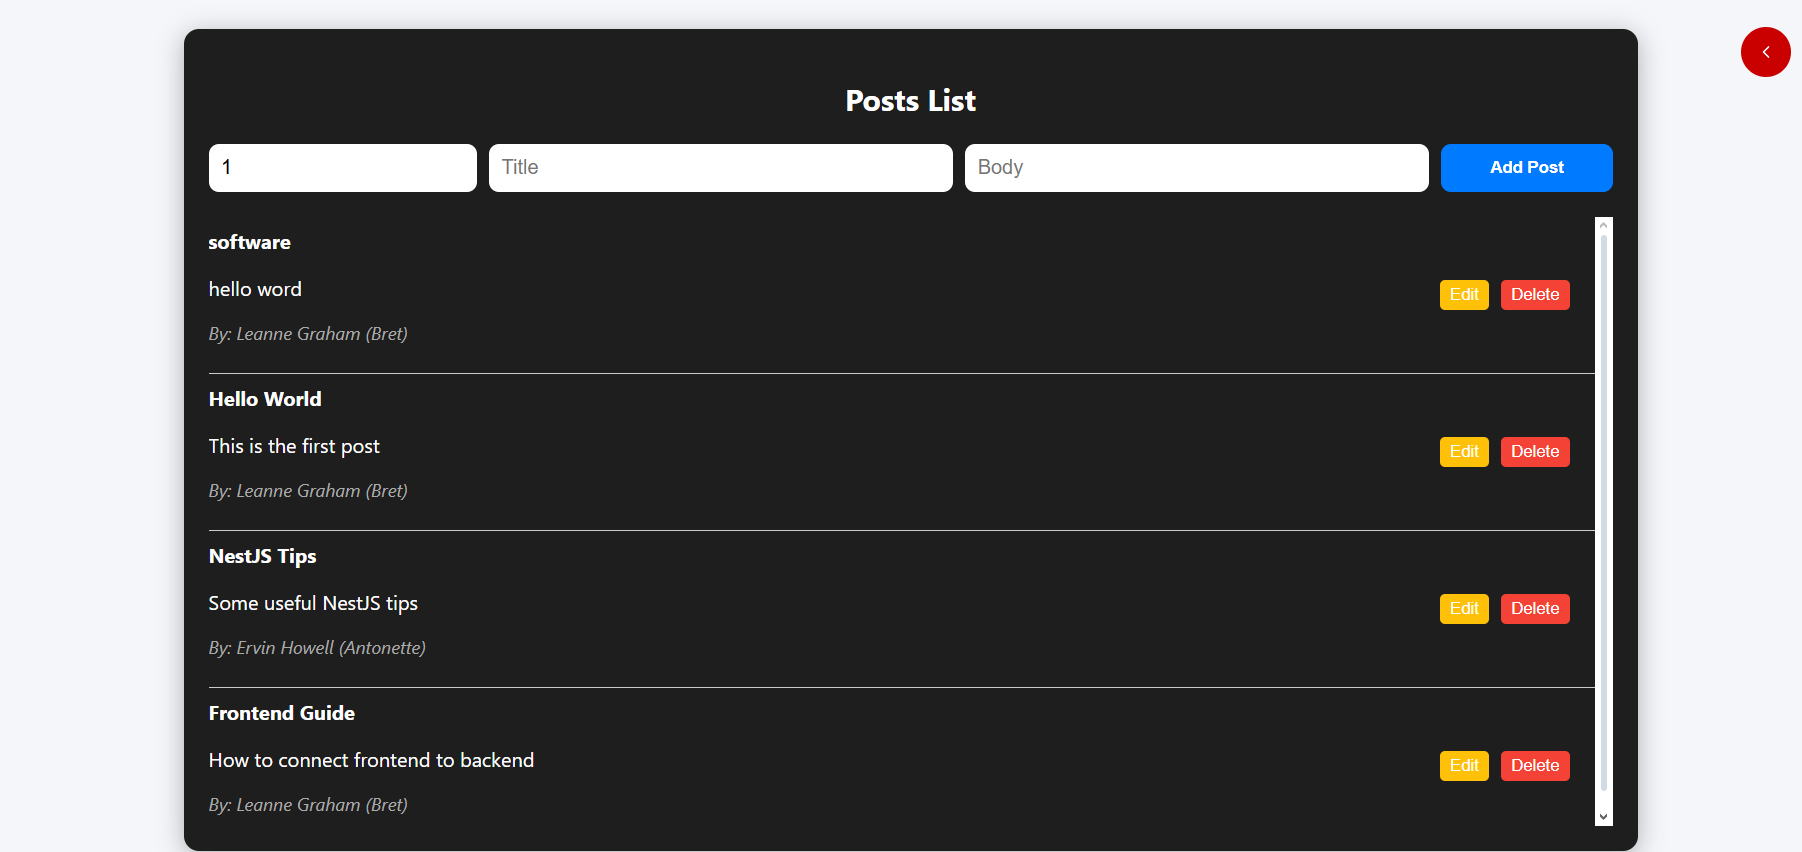 Posts List
1 Title Body Add Post
software
hello word
Edit Delete
By: Leanne Graham (Bret)
Hello World
This is the first post
Edit Delete
By: Leanne Graham (Bret)
NestJS Tips
Some useful NestJS tips
Edit Delete
By: Ervin Howell (Antonette)
Frontend Guide
How to connect frontend to backend
Edit Delete
By: Leanne Graham (Bret)